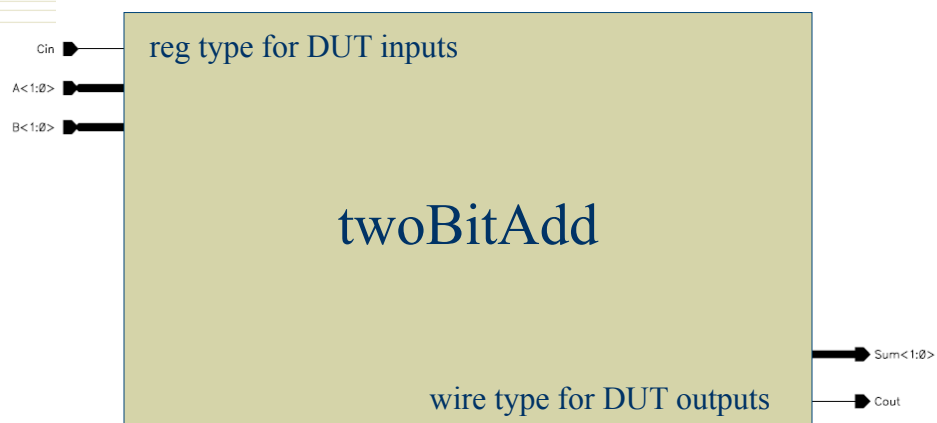 Cin
reg type for DUT inputs
A<1:0>
B<1:0>
twoBitAdd
Sum<1:0>
wire type for DUT outputs
Cout